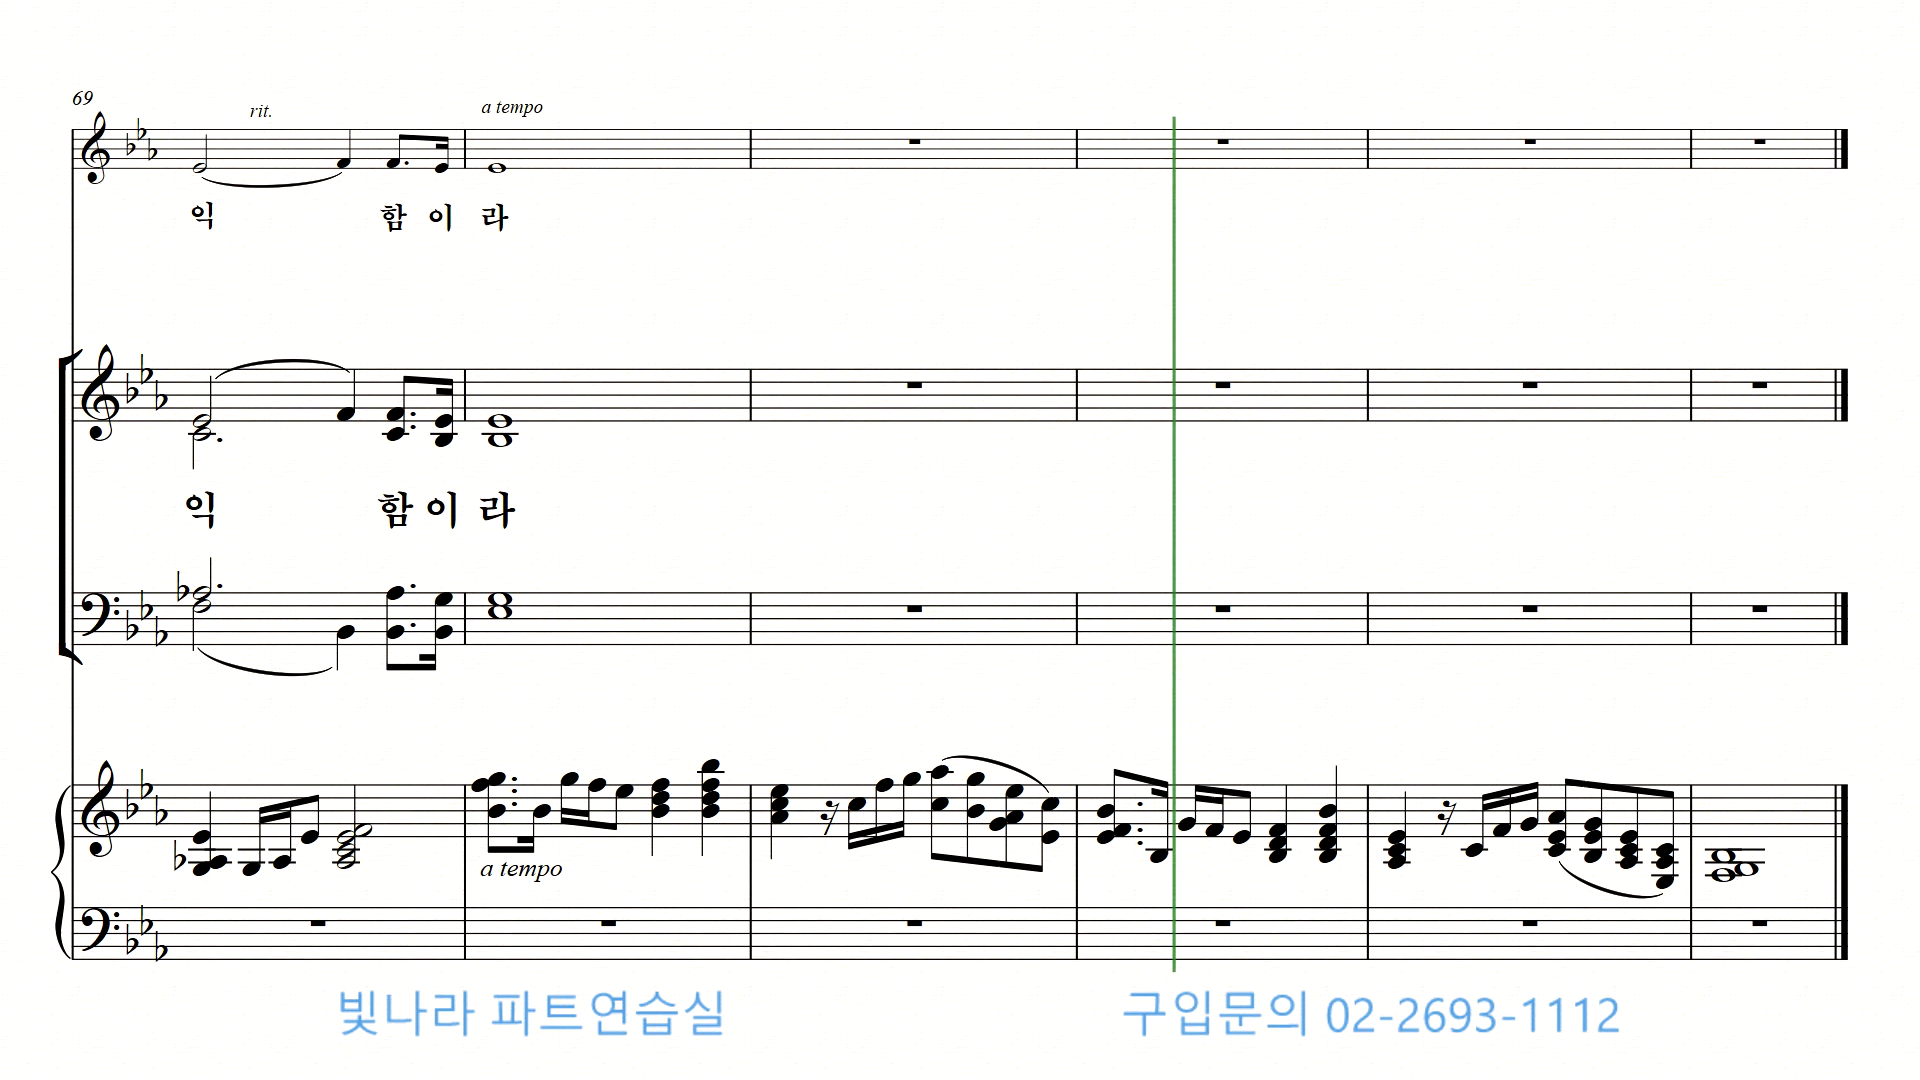 69
rit.
a tempo
익 함 이 라
익 함 이 라
a tempo
빛나라 파트연습실
구입문의 02-2693-1112